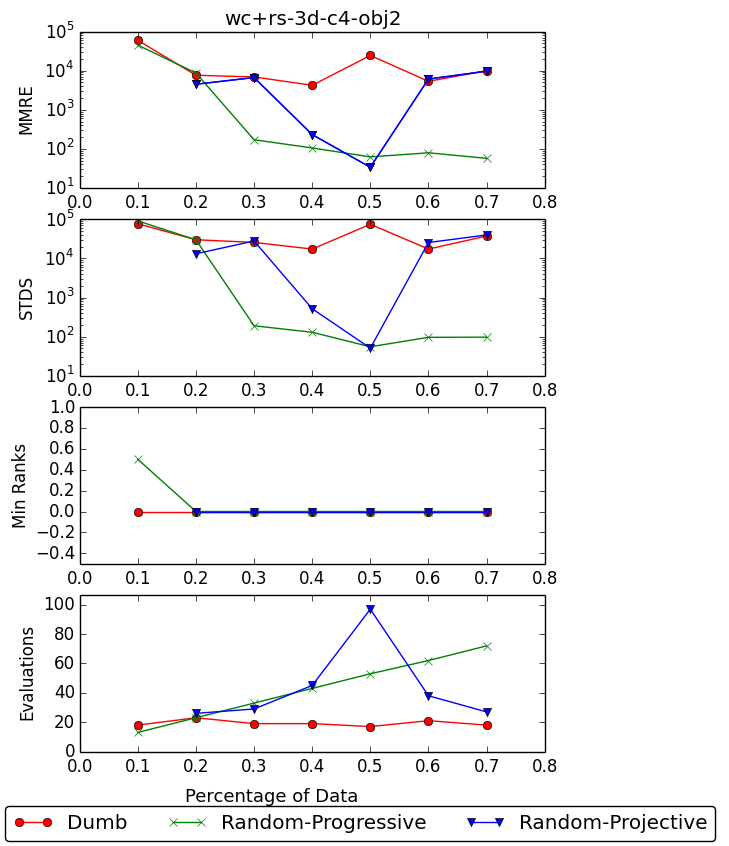 wc+rs-3d-c4-obj2
10^5
10^4
10^3
10^2
10^1
MMRE
0.0 0.1 0.2 0.3 0.4 0.5 0.6 0.7 0.8
10^5
10^4
10^3
10^2
10^1
STDS
0.0 0.1 0.2 0.3 0.4 0.5 0.6 0.7 0.8
1.0
0.8
0.6
0.4
0.2
0.0
−0.2
−0.4
Min Ranks
0.0 0.1 0.2 0.3 0.4 0.5 0.6 0.7 0.8
100
80
60
40
20
0
Evaluations
0.0 0.1 0.2 0.3 0.4 0.5 0.6 0.7 0.8
Percentage of Data
Dumb Random-Progressive Random-Projective